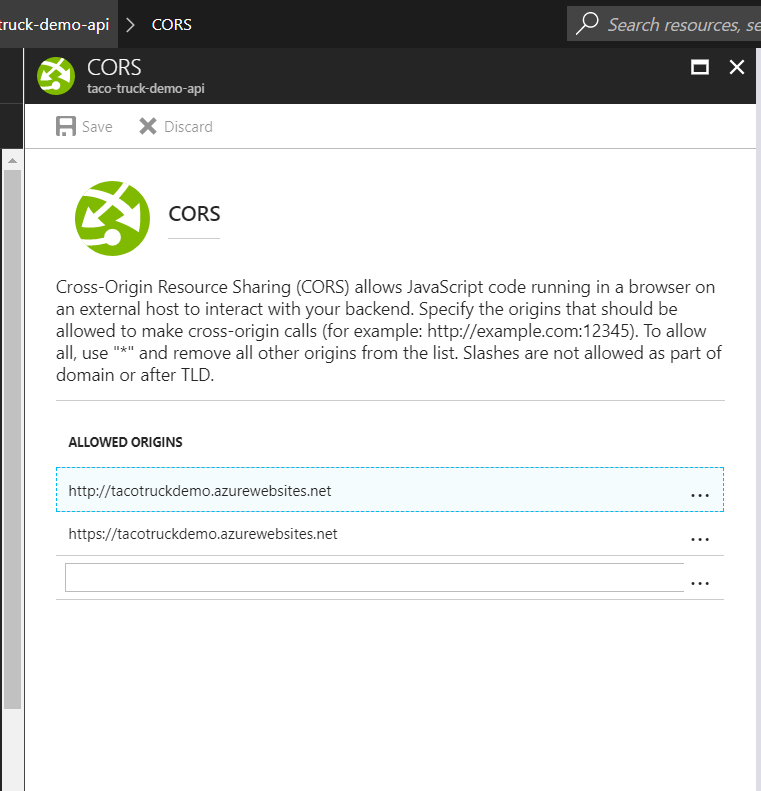 truck-demo-api
CORS
Search resources, se
CORS
taco-truck-demo-api
Save
Discard
CORS
Cross-Origin Resource Sharing (CORS) allows JavaScript code running in a browser on
an external host to interact with your backend. Specify the origins that should be
allowed to make cross-origin calls (for example: http://example.com:12345). To allow
all, use "*" and remove all other origins from the list. Slashes are not allowed as part of
domain or after TLD.
ALLOWED ORIGINS
http://tacotruckdemo.azurewebsites.net
...
https://tacotruckdemo.azurewebsites.net
...
...